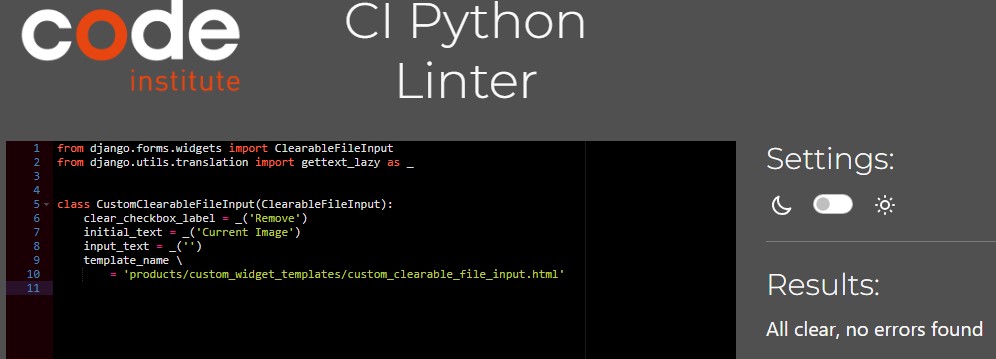 code
institute
CI Python
Linter
1 from django.forms.widgets import ClearableFileInput
2 from django.utils.translation import gettext_lazy as _
3
4
5 class CustomClearableFileInput(ClearableFileInput):
6     clear_checkbox_label = _('Remove')
7     initial_text = _('Current Image')
8     input_text = _('')
9     template_name \
10         = 'products/custom_widget_templates/custom_clearable_file_input.html'
11
Settings:
Results:
All clear, no errors found